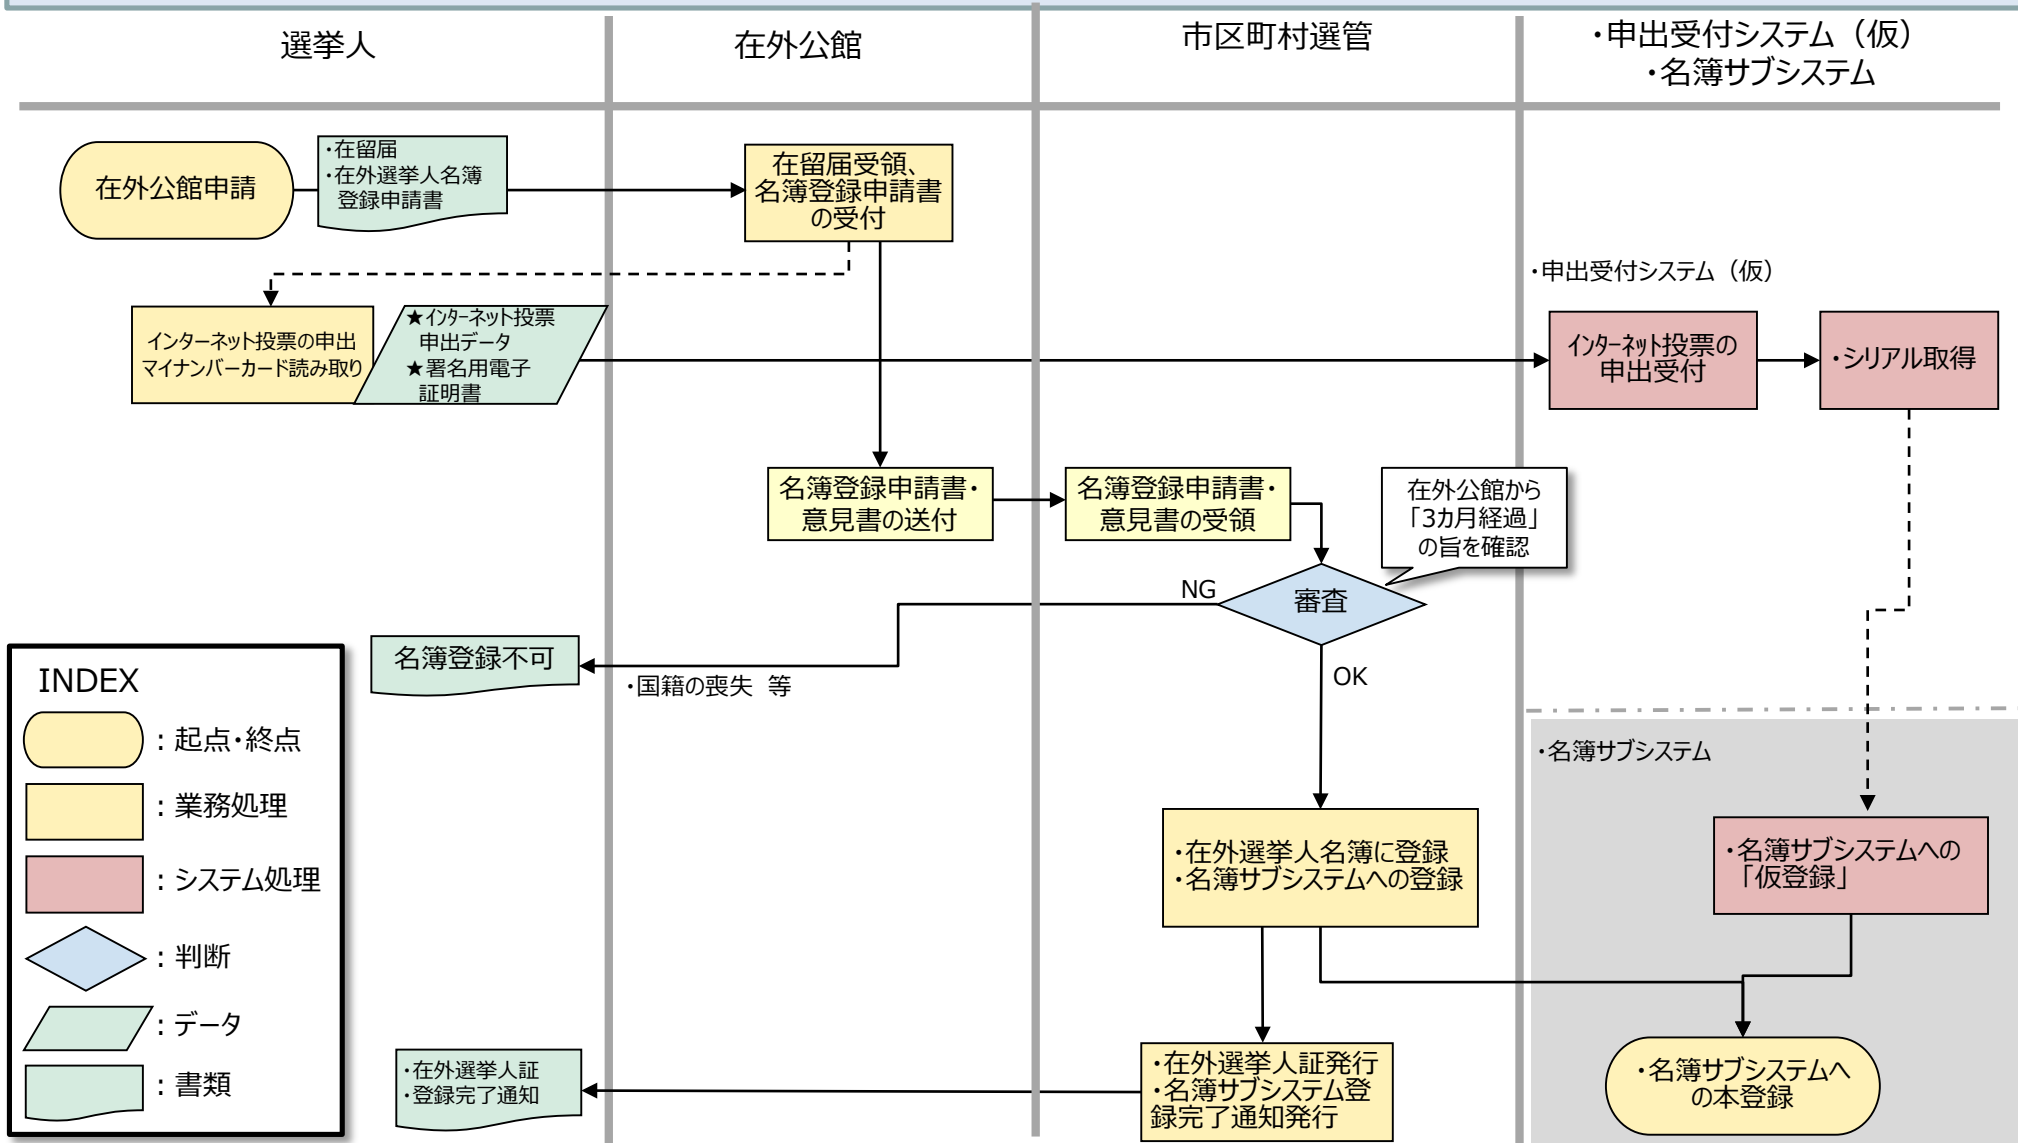 選挙人
在外公館
市区町村選管
・申出受付システム（仮）
・名簿サブシステム
在外公館申請
・在留届
・在外選挙人名簿
登録申請書
在留届受領、
名簿登録申請書
の受付
・申出受付システム（仮）
インターネット投票の申出
マイナンバーカード読み取り
★インターネット投票
申出データ
★署名用電子
証明書
インターネット投票の
申出受付
・シリアル取得
名簿登録申請書・
意見書の送付
名簿登録申請書・
意見書の受領
在外公館から
「3カ月経過」
の旨を確認
NG
審査
OK
名簿登録不可
・国籍の喪失 等
・名簿サブシステム
・在外選挙人名簿に登録
・名簿サブシステムへの登録
・名簿サブシステムへの
「仮登録」
・在外選挙人証
・登録完了通知
・在外選挙人証発行
・名簿サブシステム登
録完了通知発行
・名簿サブシステムへ
の本登録
INDEX
：起点・終点
：業務処理
：システム処理
：判断
：データ
：書類